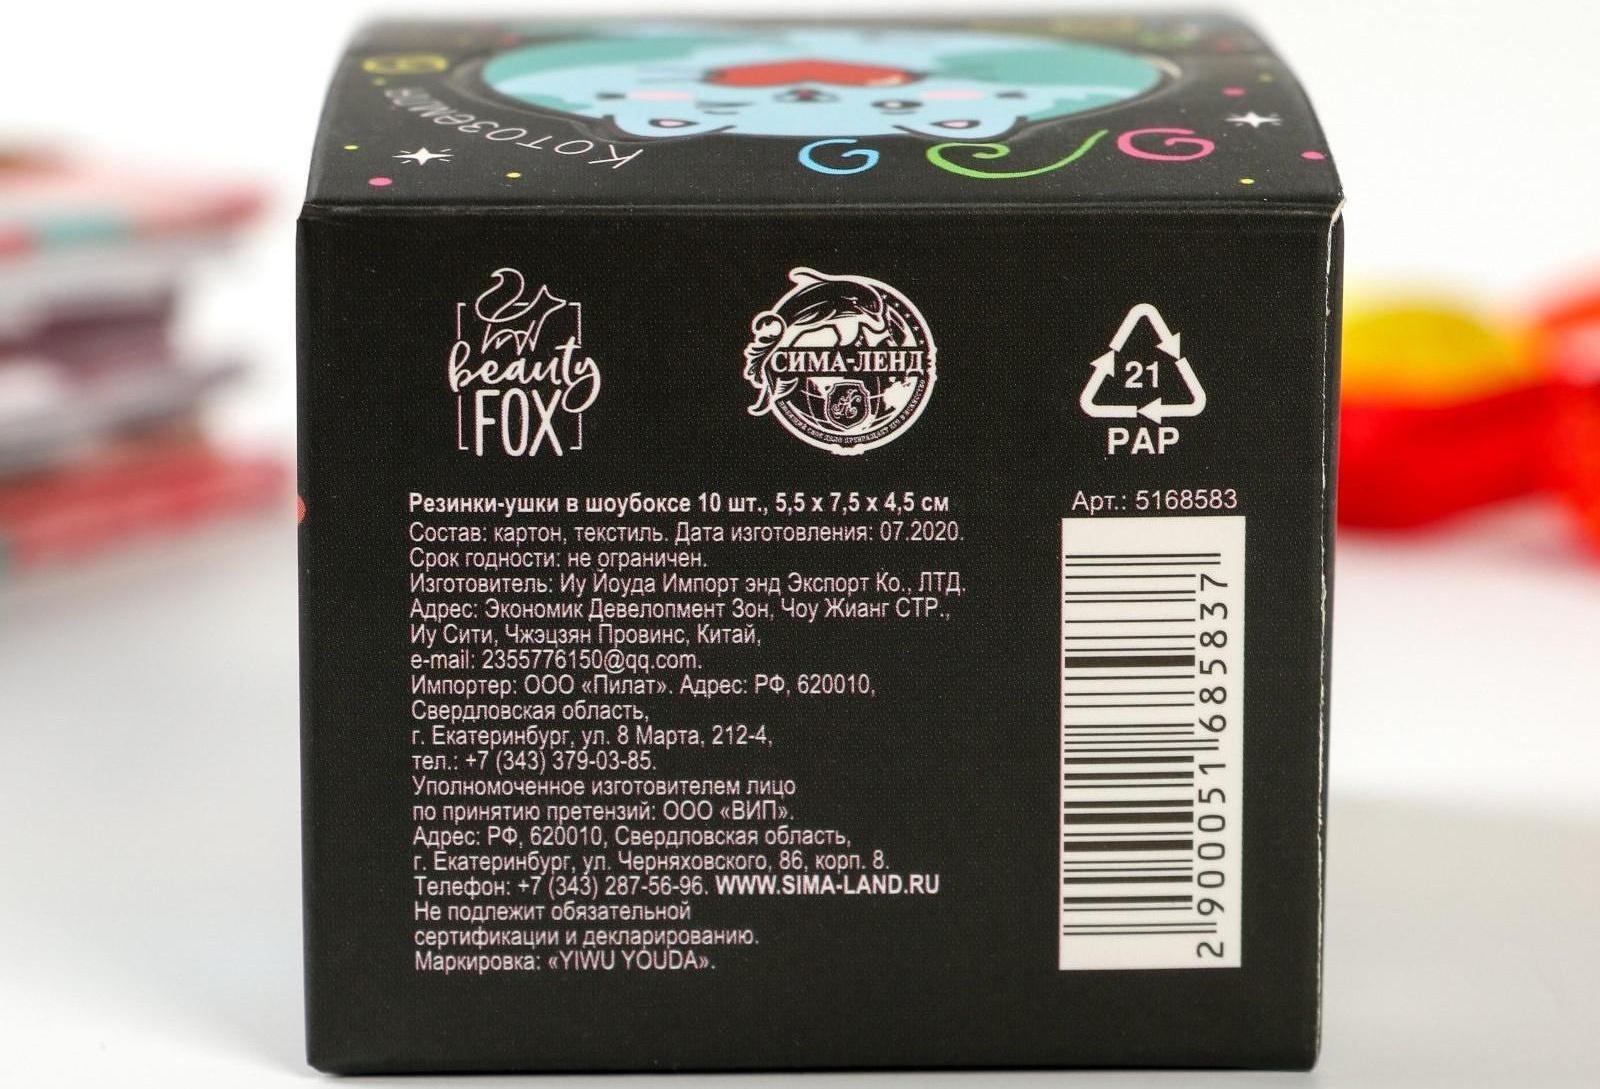 Котоземля
beauty
FOX
СИМА-ЛЕНД
21
PAP
Резинки-ушки в шоубоксе 10 шт., 5,5 х 7,5 х 4,5 см
Состав: картон, текстиль. Дата изготовления: 07.2020.
Срок годности: не ограничен.
Изготовитель: Иу Йоуда Импорт энд Экспорт Ко., ЛТД.
Адрес: Экономик Девелопмент Зон, Чоу Жианг СТР.,
Иу Сити, Чжэцзян Провинс, Китай,
e-mail: 2355776150@qq.com.
Импортер: ООО «Пилат». Адрес: РФ, 620010,
Свердловская область,
г. Екатеринбург, ул. 8 Марта, 212-4,
тел.: +7 (343) 379-03-85.
Уполномоченное изготовителем лицо
по принятию претензий: ООО «ВИП».
Адрес: РФ, 620010, Свердловская область,
г. Екатеринбург, ул. Черняховского, 86, корп. 8.
Телефон: +7 (343) 287-56-96. WWW.SIMA-LAND.RU
Не подлежит обязательной
сертификации и декларированию.
Маркировка: «YIWU YOUDA».
Арт.: 5168583
2900051685837